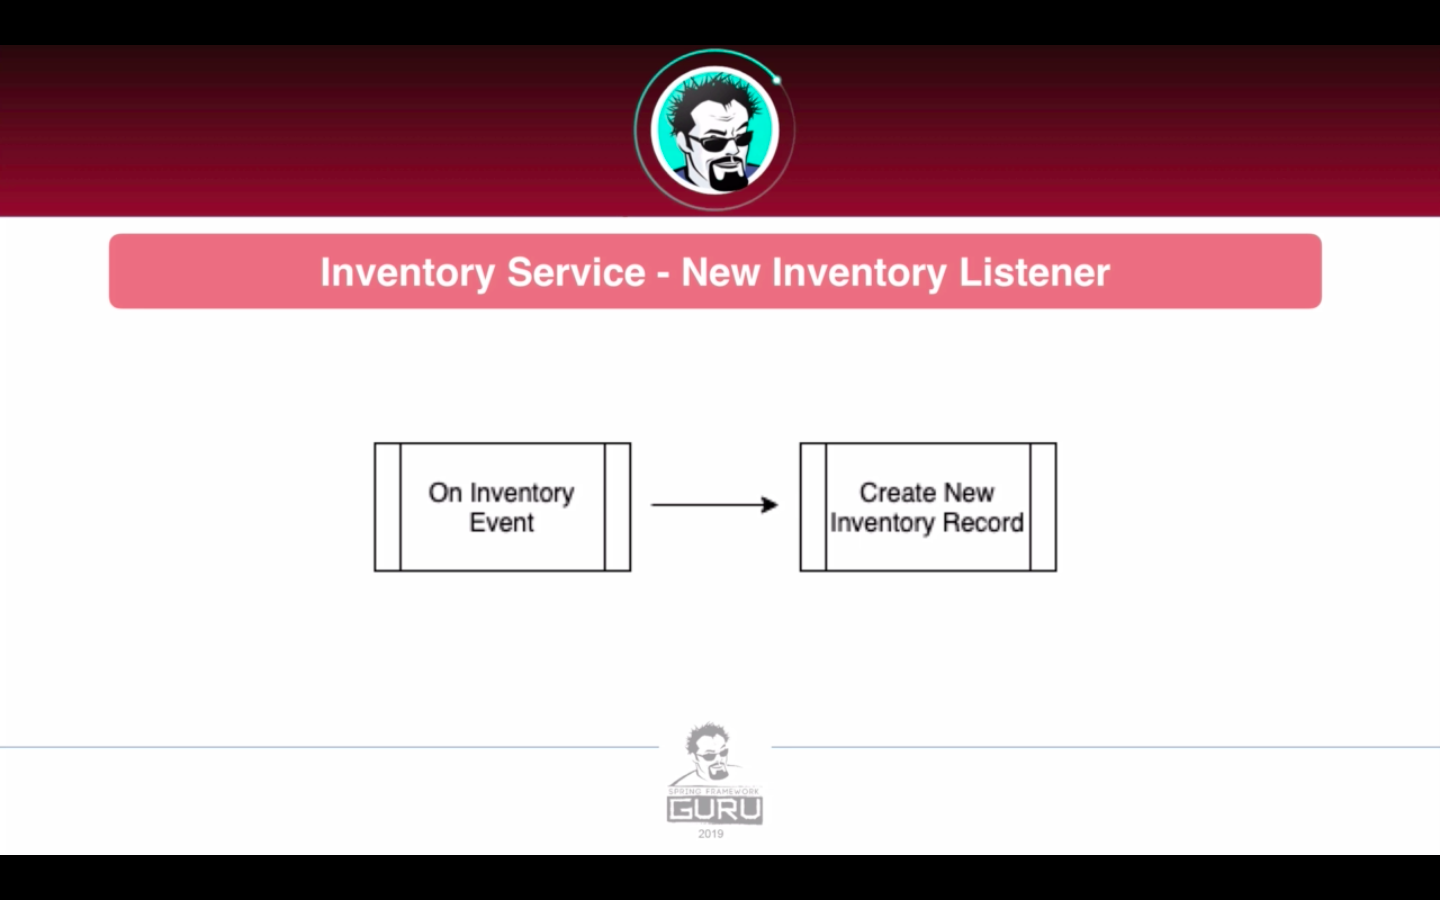 Inventory Service - New Inventory Listener
On Inventory
Event
Create New
Inventory Record
SPRING FRAMEWORK
GURU
2019